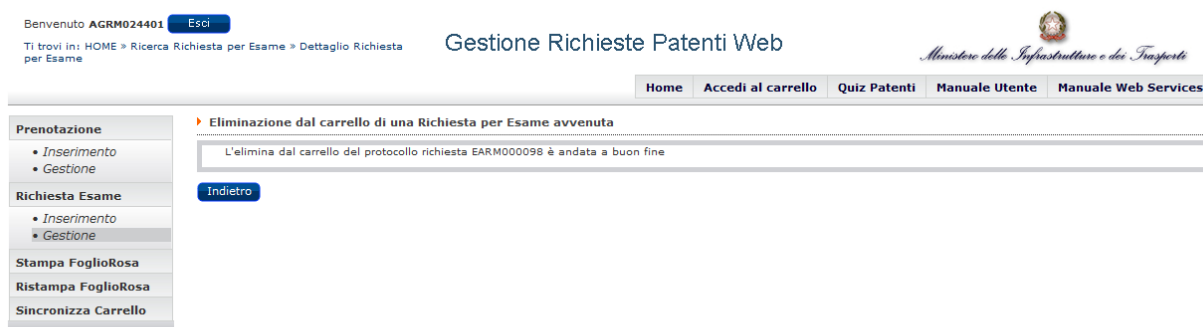 Benvenuto AGRM024401 Esci
Ti trovi in: HOME » Ricerca Richiesta per Esame » Dettaglio Richiesta
per Esame
Gestione Richieste Patenti Web
Ministero delle Infrastrutture e dei Trasporti
Home Accedi al carrello Quiz Patenti Manuale Utente Manuale Web Services
Prenotazione
• Inserimento
• Gestione
Richiesta Esame
• Inserimento
• Gestione
Stampa FoglioRosa
Ristampa FoglioRosa
Sincronizza Carrello
Eliminazione dal carrello di una Richiesta per Esame avvenuta
L'elimina dal carrello del protocollo richiesta EARM000098 è andata a buon fine
Indietro